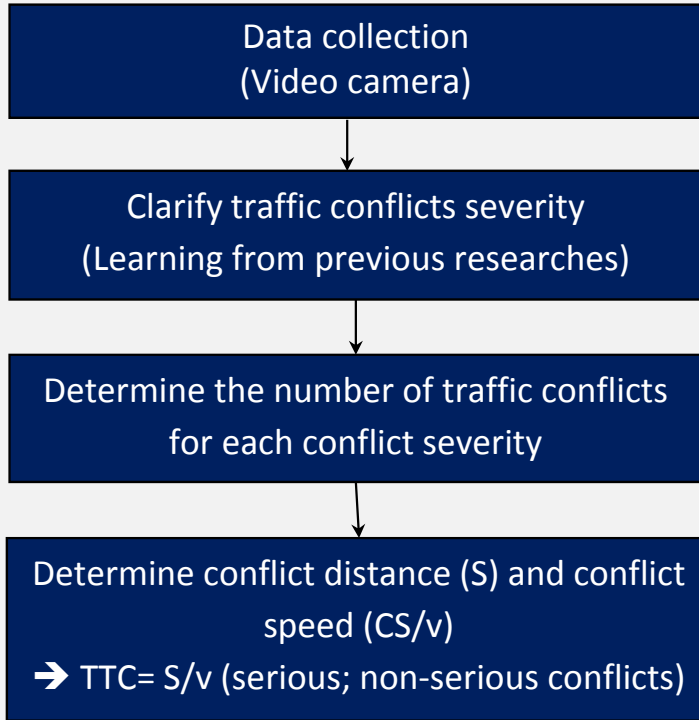 Data collection
(Video camera)
Clarify traffic conflicts severity
(Learning from previous researches)
Determine the number of traffic conflicts
for each conflict severity
Determine conflict distance (S) and conflict
speed (CS/v)
➔ TTC= S/v (serious; non-serious conflicts)